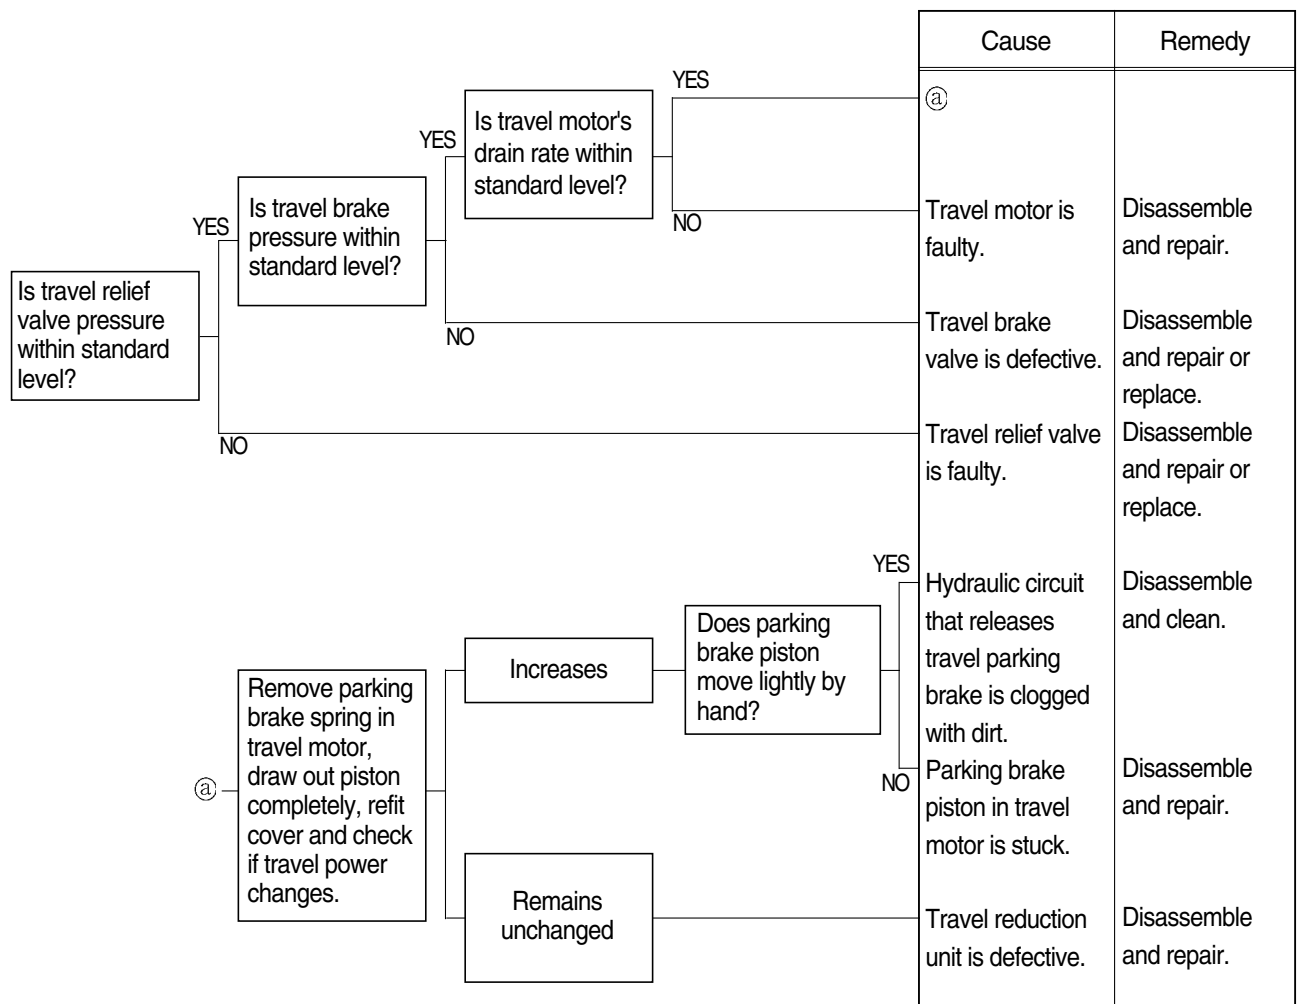 Cause
Remedy
YES
ⓐ
Is travel motor's
drain rate within
standard level?
YES
NO
Travel motor is
faulty.
Disassemble
and repair.
Is travel brake
pressure within
standard level?
YES
NO
Travel brake
valve is defective.
Disassemble
and repair or
replace.
Is travel relief
valve pressure
within standard
level?
NO
Travel relief valve
is faulty.
Disassemble
and repair or
replace.
YES
Hydraulic circuit
that releases
travel parking
brake is clogged
with dirt.
Disassemble
and clean.
Does parking
brake piston
move lightly by
hand?
Increases
ⓐ
Remove parking
brake spring in
travel motor,
draw out piston
completely, refit
cover and check
if travel power
changes.
NO
Parking brake
piston in travel
motor is stuck.
Disassemble
and repair.
Remains
unchanged
Travel reduction
unit is defective.
Disassemble
and repair.